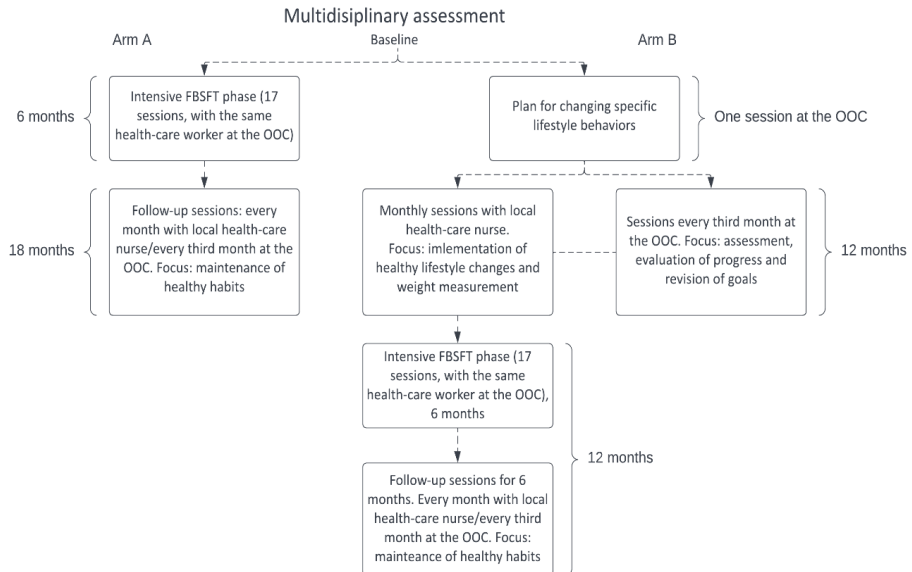 Multidisiplinary assessment
Arm A
Baseline
Arm B
6 months
Intensive FBSFT phase (17
sessions, with the same
health-care worker at the OOC)
Plan for changing specific
lifestyle behaviors
One session at the OOC
18 months
Follow-up sessions: every
month with local health-care
nurse/every third month at the
OOC. Focus: maintenance of
healthy habits
Monthly sessions with local
health-care nurse.
Focus: imlementation of
healthy lifestyle changes and
weight measurement
Sessions every third month at
the OOC. Focus: assessment,
evaluation of progress and
revision of goals
12 months
Intensive FBSFT phase (17
sessions, with the same
health-care worker at the OOC),
6 months
12 months
Follow-up sessions for 6
months. Every month with local
health-care nurse/every third
month at the OOC. Focus:
mainteance of healthy habits